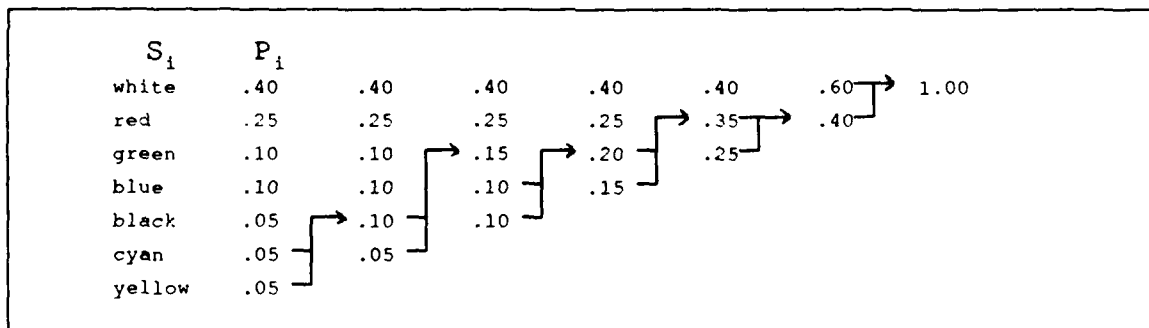 S_i P_i
white .40 .40 .40 .40 .40 .60 1.00
red .25 .25 .25 .25 .35 .40
green .10 .10 .15 .20 .25
blue .10 .10 .10 .15
black .05 .10 .10
cyan .05 .05
yellow .05